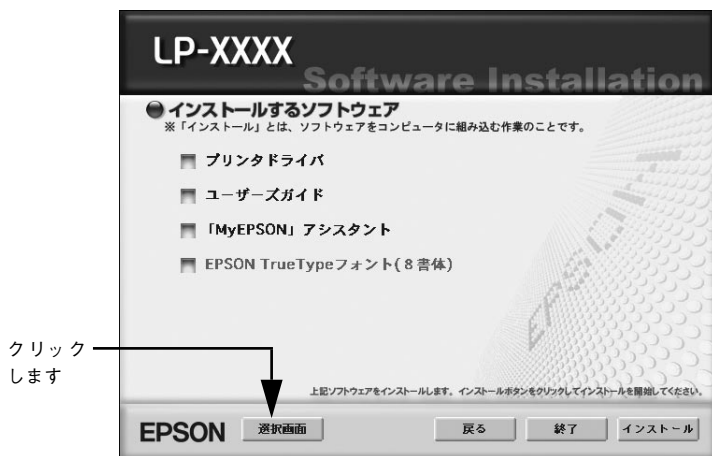 LP-XXXX
Software Installation
インストールするソフトウェア
※「インストール」とは、ソフトウェアをコンピュータに組み込む作業のことです。
プリンタドライバ
ユーザーズガイド
「MyEPSON」アシスタント
EPSON TrueTypeフォント(8書体)
EPSON
クリック
します
上記ソフトウェアをインストールします。インストールボタンをクリックしてインストールを開始してください。
EPSON 選択画面 戻る 終了 インストール